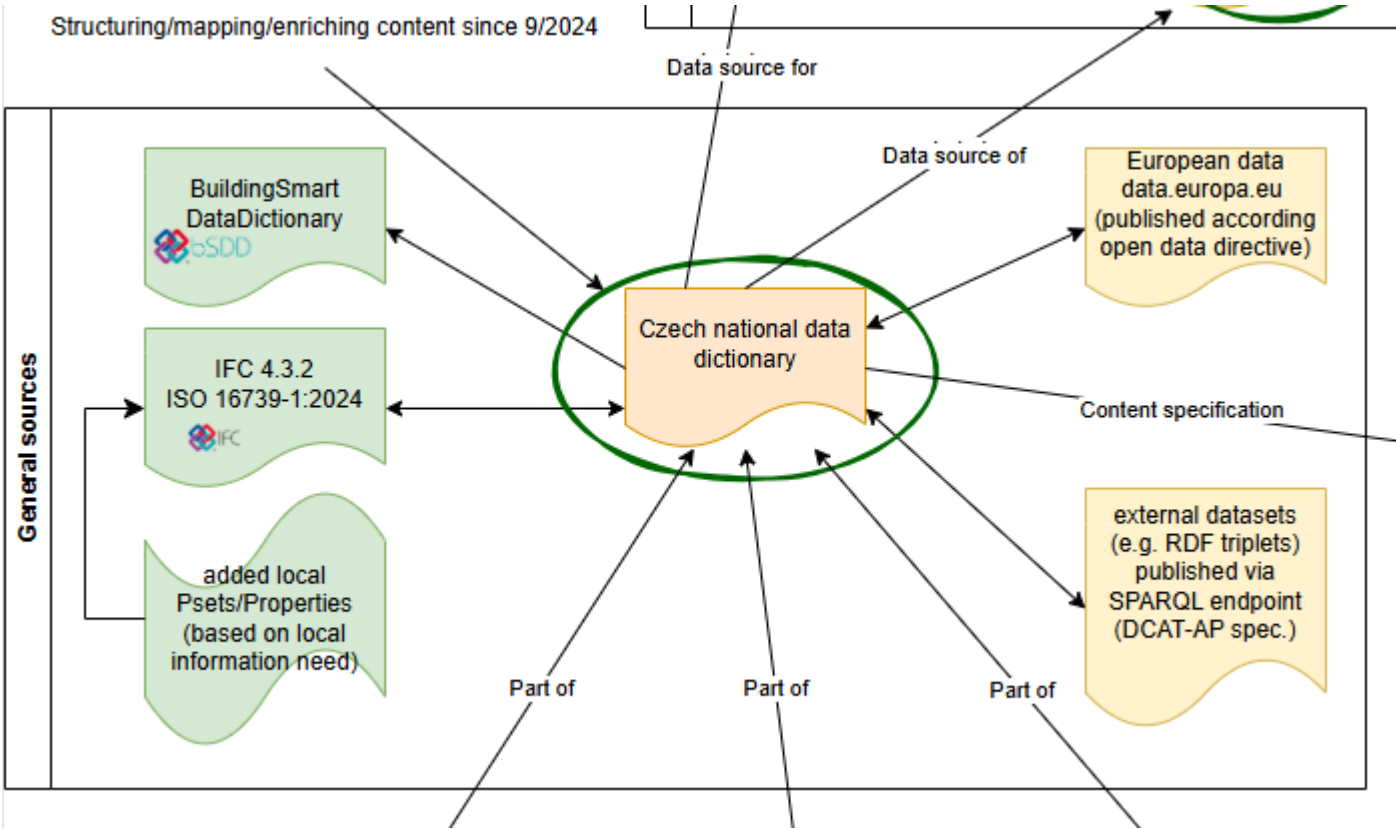 Structuring/mapping/enriching content since 9/2024
Data source for
Data source of
General sources
BuildingSmart
DataDictionary
bSDD
European data
data.europa.eu
(published according
open data directive)
Czech national data
dictionary
IFC 4.3.2
ISO 16739-1:2024
IFC
Content specification
added local
Psets/Properties
(based on local
information need)
external datasets
(e.g. RDF triplets)
published via
SPARQL endpoint
(DCAT-AP spec.)
Part of
Part of
Part of